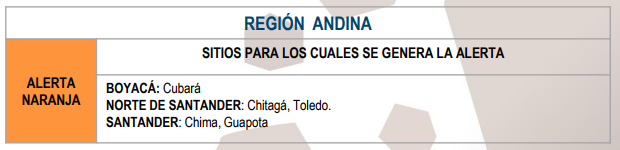 REGIÓN ANDINA
SITIOS PARA LOS CUALES SE GENERA LA ALERTA
ALERTA
NARANJA
BOYACÁ: Cubará
NORTE DE SANTANDER: Chitagá, Toledo.
SANTANDER: Chima, Guapota